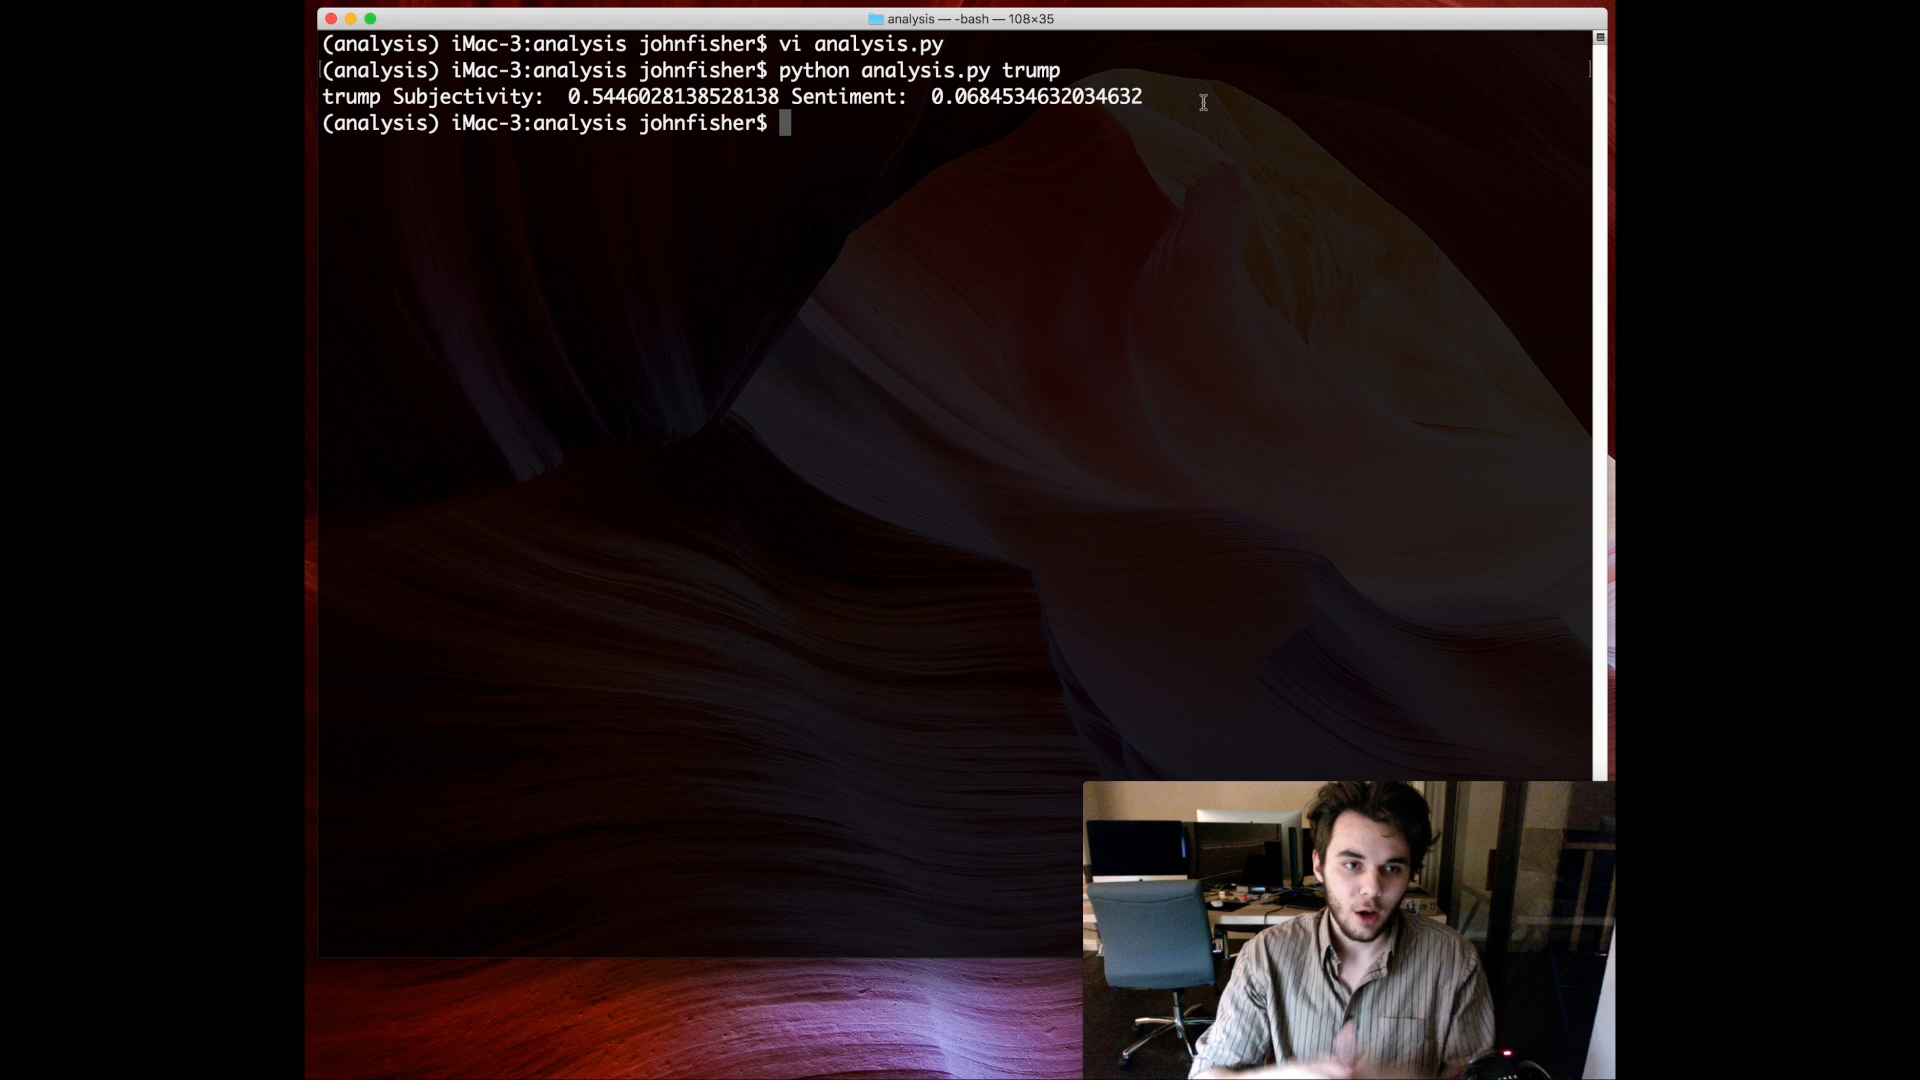 analysis — -bash — 108×35
(analysis) iMac-3:analysis johnfisher$ vi analysis.py
[(analysis) iMac-3:analysis johnfisher$ python analysis.py trump ]
trump Subjectivity:  0.5446028138528138 Sentiment:  0.0684534632034632
(analysis) iMac-3:analysis johnfisher$